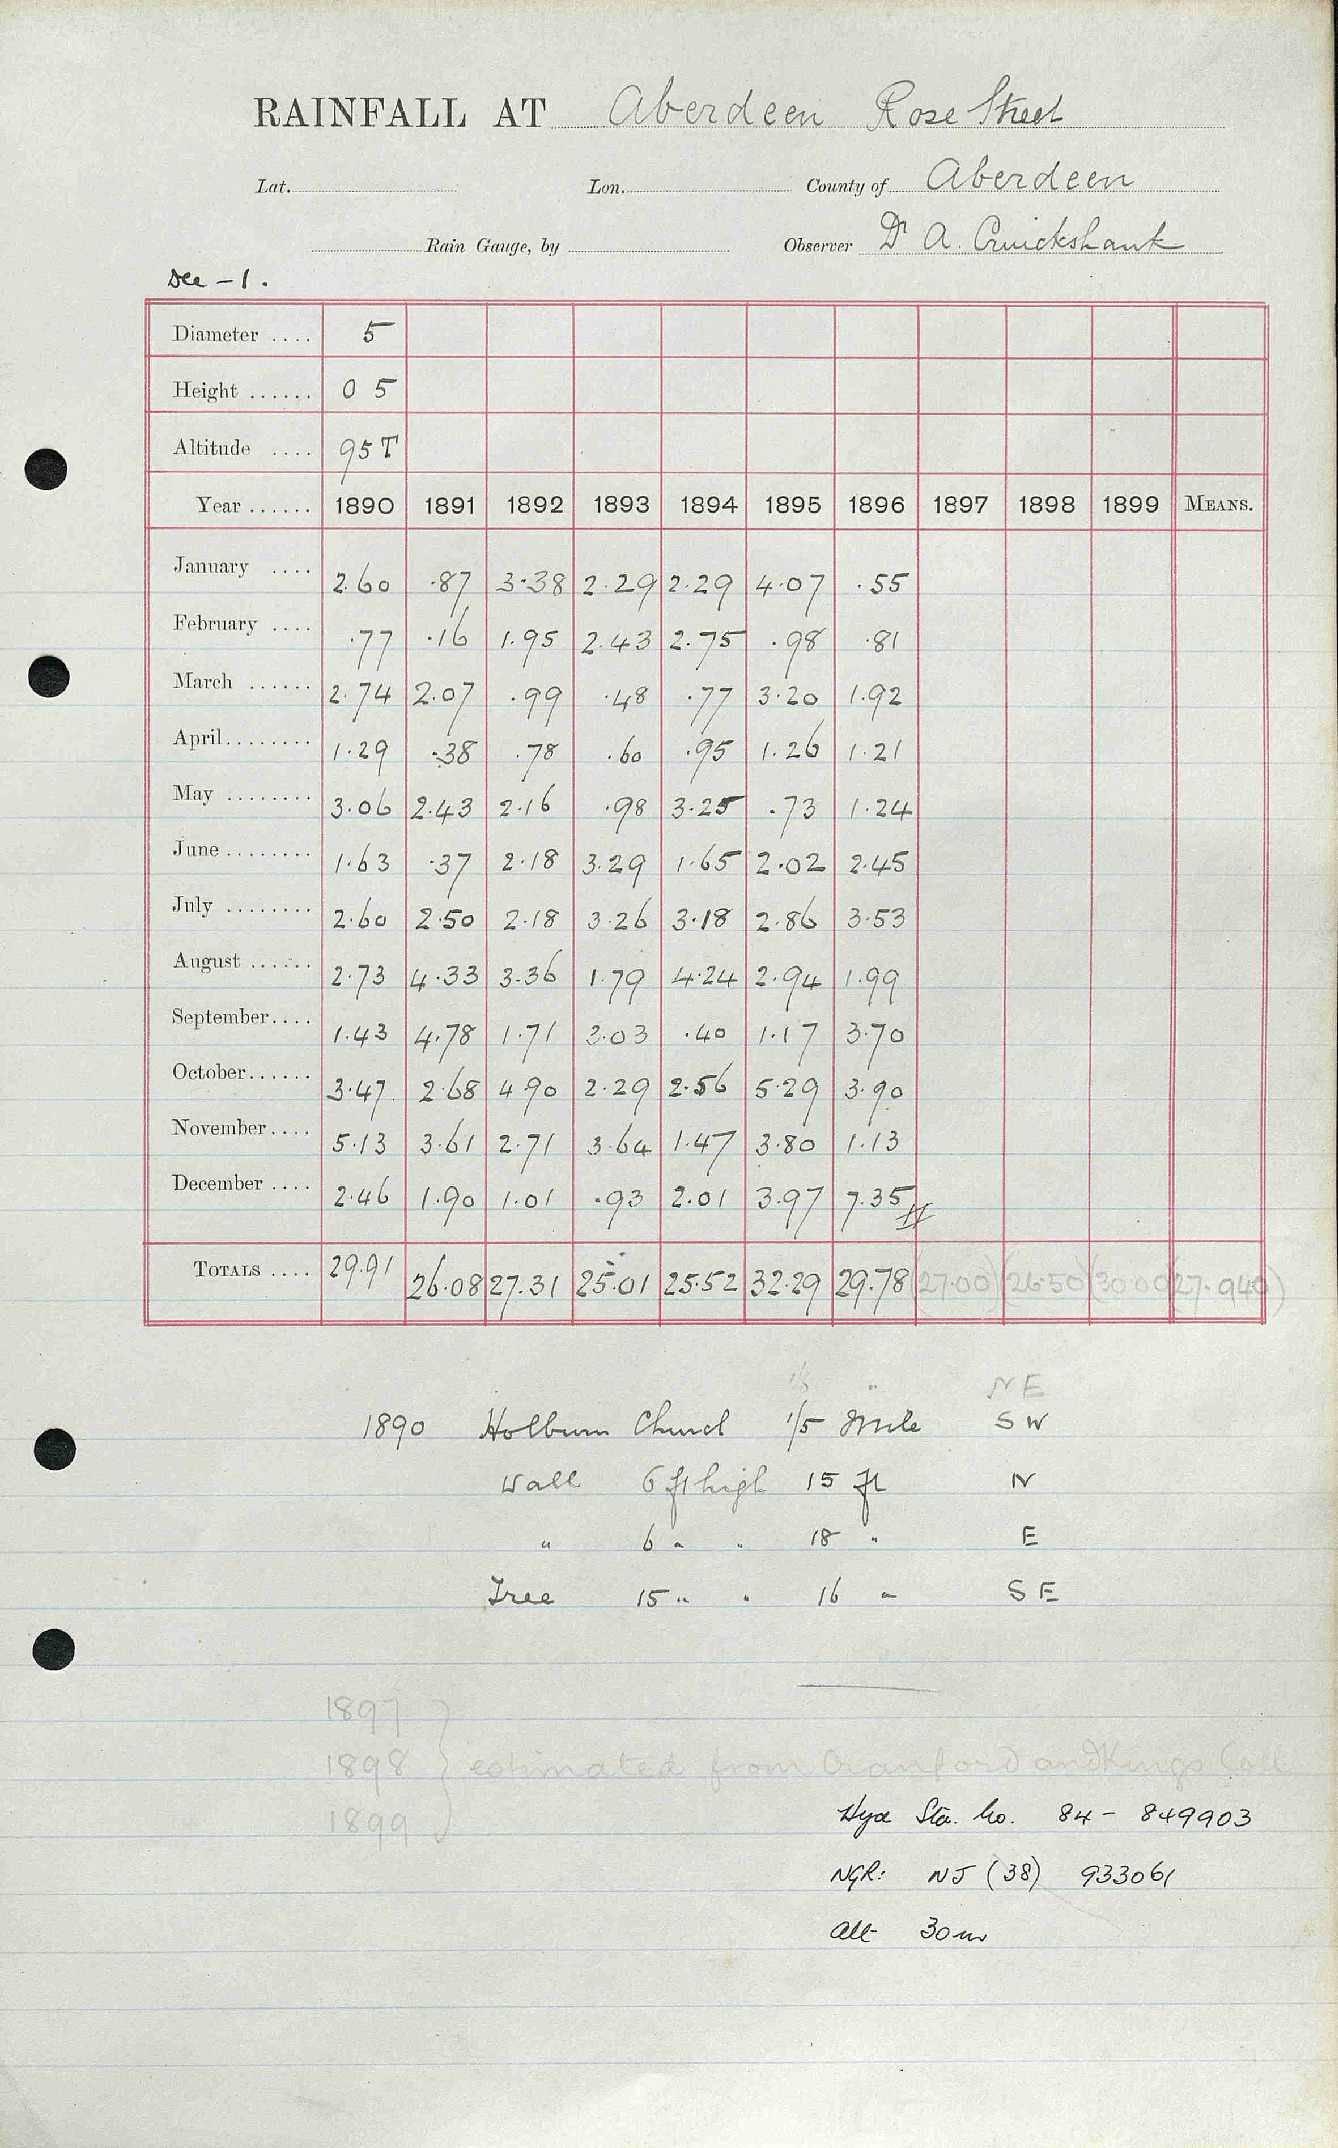 RAINFALL AT Aberdeen Rose Street
Lat. Lon. County of Aberdeen
Rain Gauge, by Observer Dr A. Cruickshank
Dec - 1.
Diameter .... 5
Height ...... 0 5
Altitude .... 95 T
Year ...... 1890 1891 1892 1893 1894 1895 1896 1897 1898 1899 MEANS.
January .... 2.60 .87 3.38 2.29 2.29 4.07 .55
February .... .77 .16 1.95 2.43 2.75 .98 .81
March ...... 2.74 2.07 .99 .48 .77 3.20 1.92
April ........ 1.29 .38 .78 .60 .95 1.26 1.21
May ........ 3.06 2.43 2.16 .98 3.25 .73 1.24
June ........ 1.63 .37 2.18 3.29 1.65 2.02 2.45
July ........ 2.60 2.50 2.18 3.26 3.18 2.86 3.53
August ...... 2.73 4.33 3.36 1.79 4.24 2.94 1.99
September.... 1.43 4.78 1.71 3.03 .40 1.17 3.70
October...... 3.47 2.68 4.90 2.29 2.56 5.29 3.90
November.... 5.13 3.61 2.71 3.64 1.47 3.80 1.13
December .... 2.46 1.90 1.01 .93 2.01 3.97 7.35
TOTALS .... 29.91 26.08 27.31 25.01 25.52 32.29 29.78 (27.00) (26.50) (30.00) (27.940)
NE
1890 Holburn Church 1/5 Mile SW
Wall 6 ft high 15 ft N
" 6 " " 18 " E
Tree 15 " " 16 " SE
1897
1898 } estimated from Cranford and Kings Coll
1899
Hyd Sta. No. 84 - 849903
NGR: NJ (38) 933061
Alt 30m